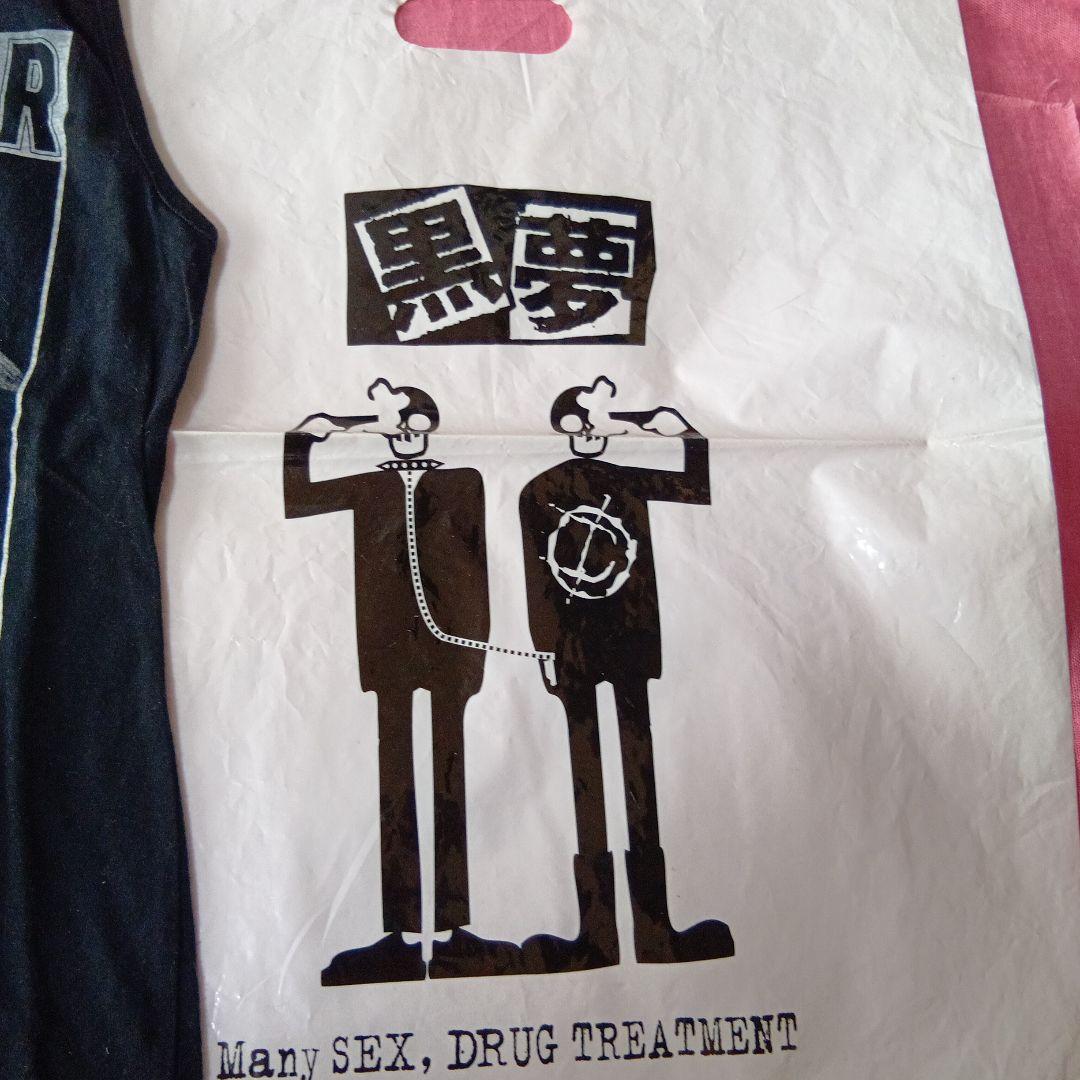 R
黒夢
Many SEX, DRUG TREATMENT